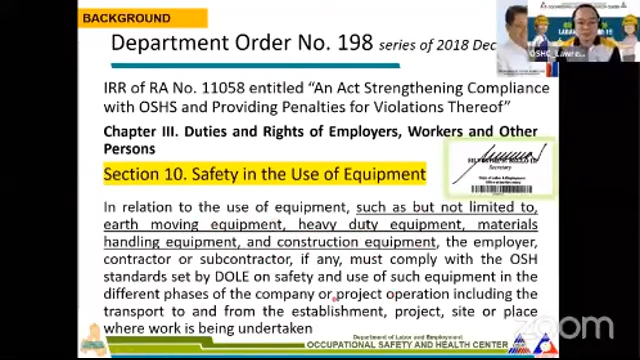 BACKGROUND
Department Order No. 198 series of 2018 Dec
IRR of RA No. 11058 entitled “An Act Strengthening Compliance
with OSHS and Providing Penalties for Violations Thereof”
Chapter III. Duties and Rights of Employers, Workers and Other
Persons
Section 10. Safety in the Use of Equipment
Secretary
In relation to the use of equipment, such as but not limited to,
earth moving equipment, heavy duty equipment, materials
handling equipment, and construction equipment, the employer,
contractor or subcontractor, if any, must comply with the OSH
standards set by DOLE on safety and use of such equipment in the
different phases of the company or project operation including the
transport to and from the establishment, project, site or place
where work is being undertaken
zoom
Department of Labor and Employment
OCCUPATIONAL SAFETY AND HEALTH CENTER